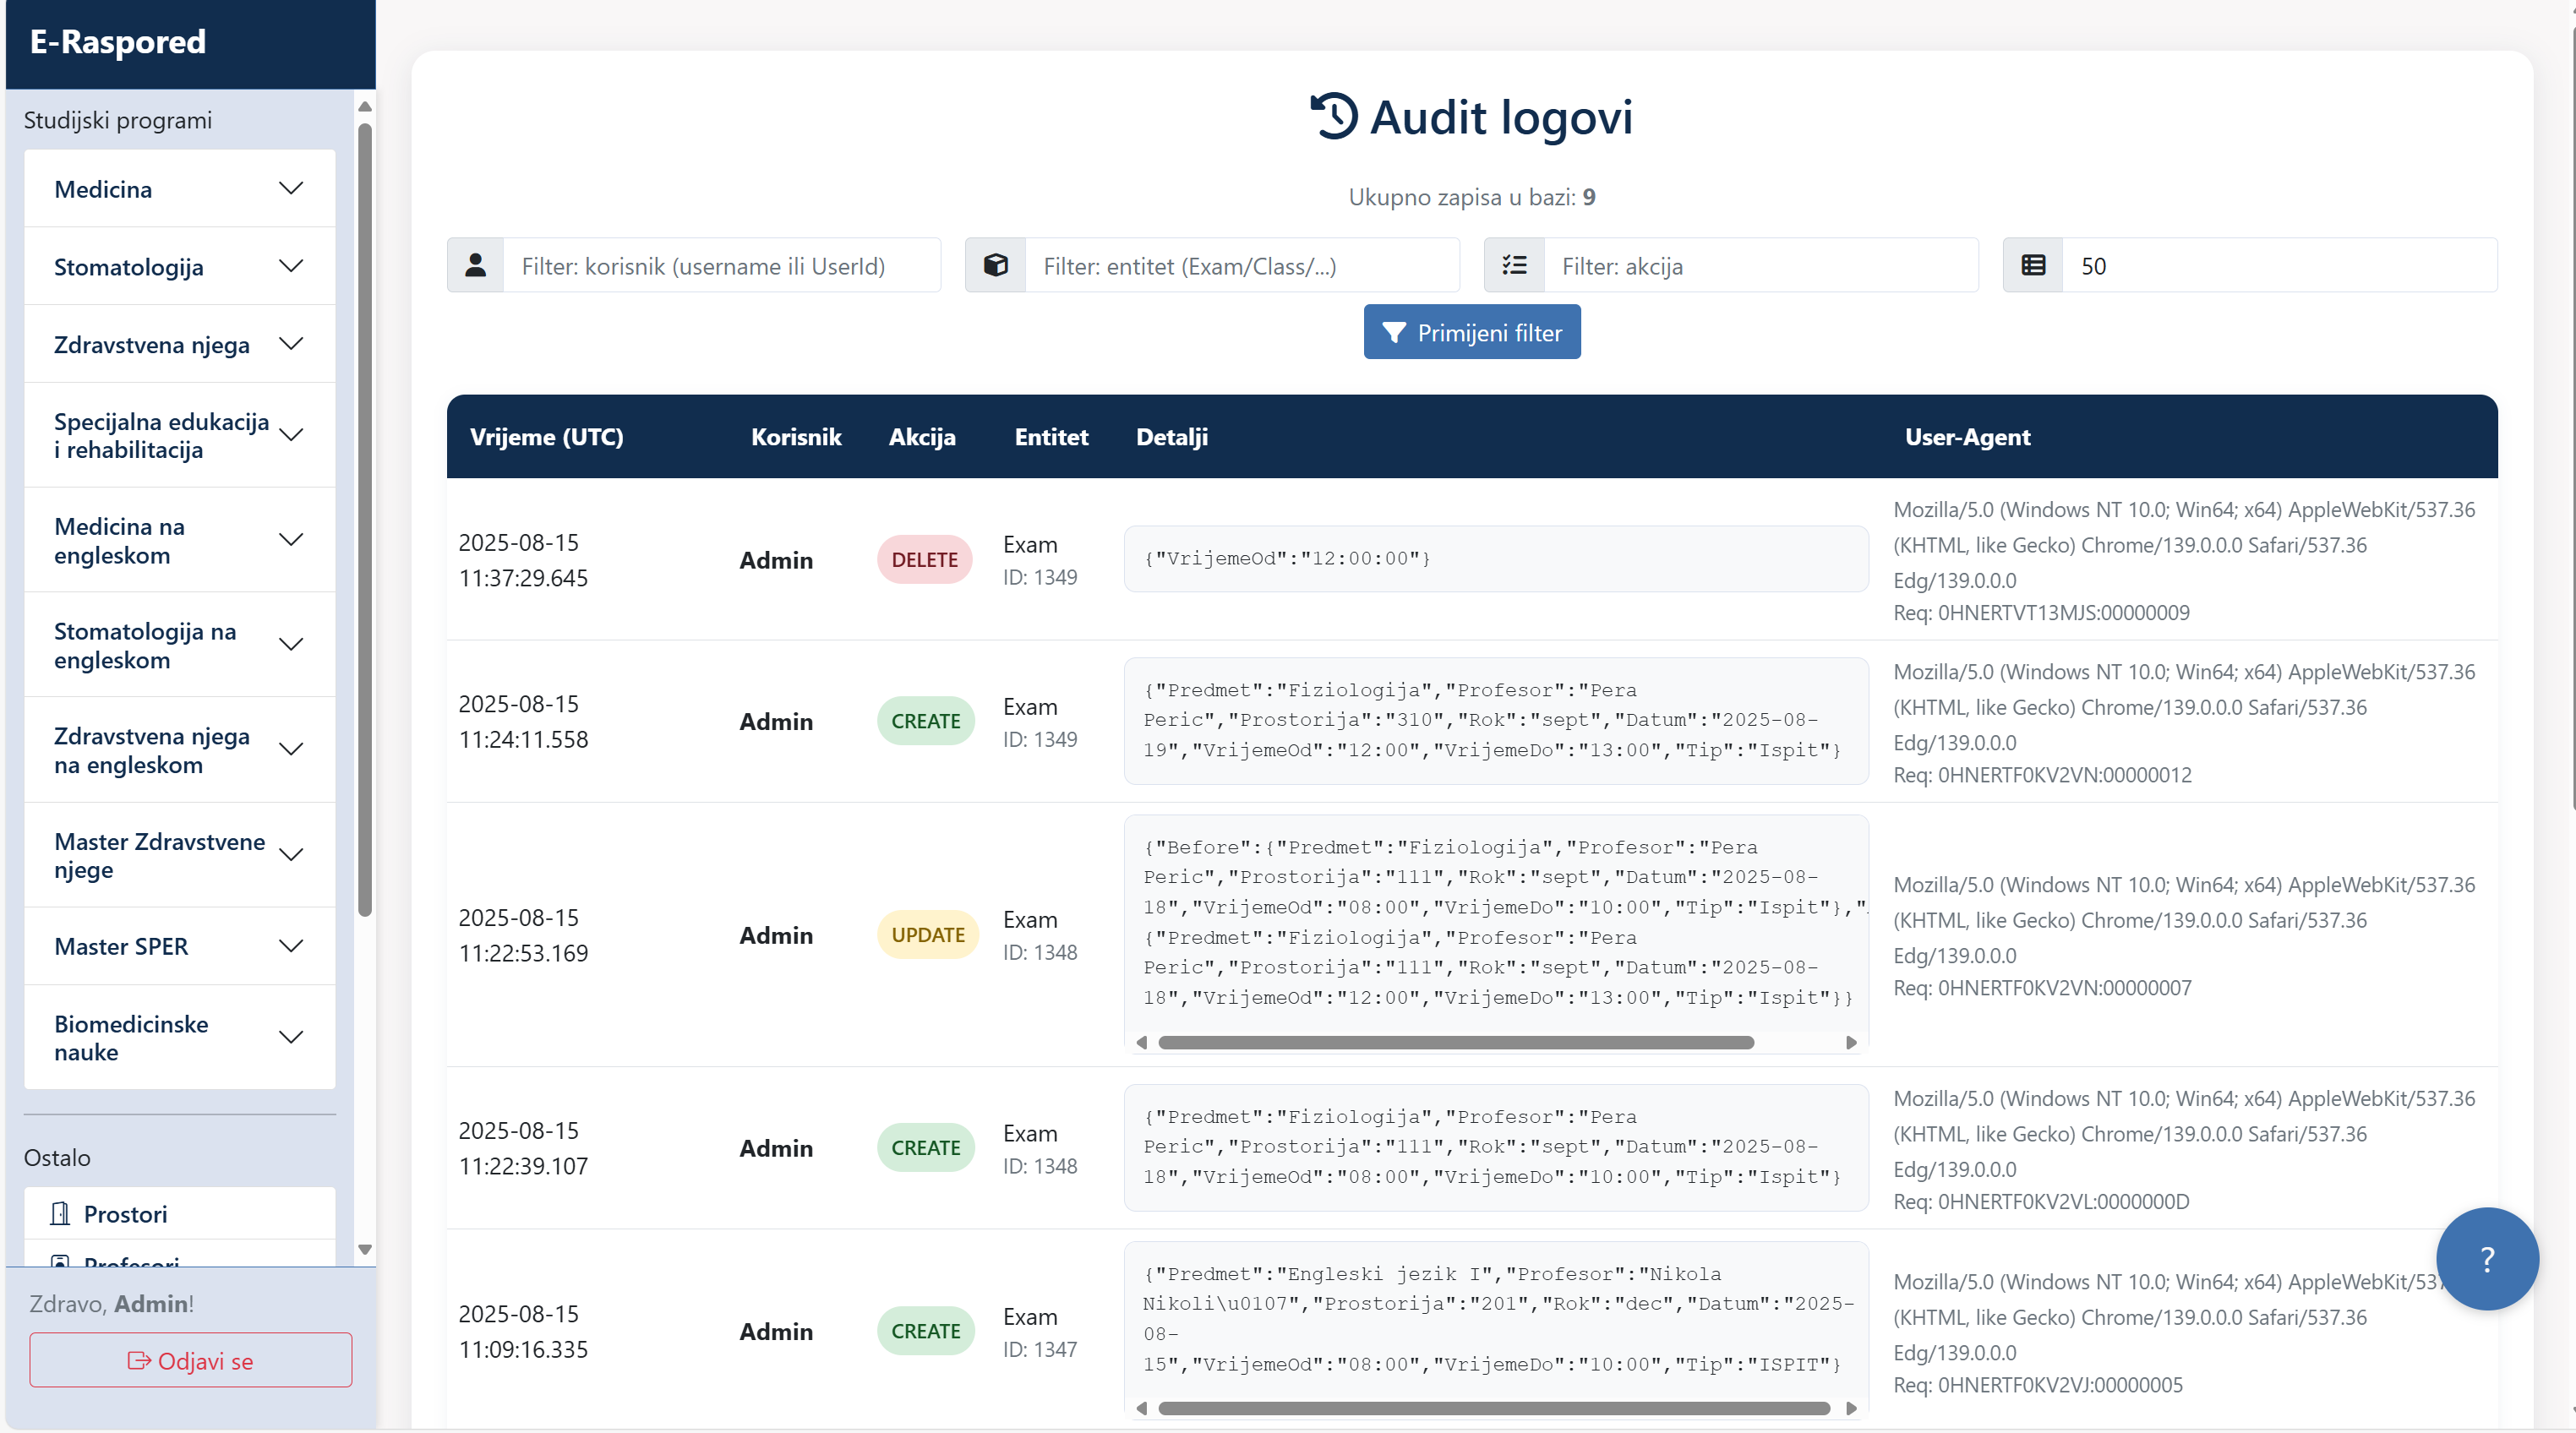 E-Raspored
Studijski programi
Medicina
Stomatologija
Zdravstvena njega
Specijalna edukacija
i rehabilitacija
Medicina na
engleskom
Stomatologija na
engleskom
Zdravstvena njega
na engleskom
Master Zdravstvene
njege
Master SPER
Biomedicinske
nauke
Ostalo
Prostori
Profesori
Zdravo, Admin!
Odjavi se
Audit logovi
Ukupno zapisa u bazi: 9
Filter: korisnik (username ili UserId)
Filter: entitet (Exam/Class/...)
Filter: akcija
50
Primijeni filter
Vrijeme (UTC) Korisnik Akcija Entitet Detalji User-Agent
2025-08-15
11:37:29.645
Admin
DELETE
Exam
ID: 1349
{"VrijemeOd":"12:00:00"}
Mozilla/5.0 (Windows NT 10.0; Win64; x64) AppleWebKit/537.36
(KHTML, like Gecko) Chrome/139.0.0.0 Safari/537.36
Edg/139.0.0.0
Req: 0HNERTVT13MJS:00000009
2025-08-15
11:24:11.558
Admin
CREATE
Exam
ID: 1349
{"Predmet":"Fiziologija","Profesor":"Pera
Peric","Prostorija":"310","Rok":"sept","Datum":"2025-08-
19","VrijemeOd":"12:00","VrijemeDo":"13:00","Tip":"Ispit"}
Mozilla/5.0 (Windows NT 10.0; Win64; x64) AppleWebKit/537.36
(KHTML, like Gecko) Chrome/139.0.0.0 Safari/537.36
Edg/139.0.0.0
Req: 0HNERTF0KV2VN:00000012
2025-08-15
11:22:53.169
Admin
UPDATE
Exam
ID: 1348
{"Before":{"Predmet":"Fiziologija","Profesor":"Pera
Peric","Prostorija":"111","Rok":"sept","Datum":"2025-08-
18","VrijemeOd":"08:00","VrijemeDo":"10:00","Tip":"Ispit"},"
{"Predmet":"Fiziologija","Profesor":"Pera
Peric","Prostorija":"111","Rok":"sept","Datum":"2025-08-
18","VrijemeOd":"12:00","VrijemeDo":"13:00","Tip":"Ispit"}}
Mozilla/5.0 (Windows NT 10.0; Win64; x64) AppleWebKit/537.36
(KHTML, like Gecko) Chrome/139.0.0.0 Safari/537.36
Edg/139.0.0.0
Req: 0HNERTF0KV2VN:00000007
2025-08-15
11:22:39.107
Admin
CREATE
Exam
ID: 1348
{"Predmet":"Fiziologija","Profesor":"Pera
Peric","Prostorija":"111","Rok":"sept","Datum":"2025-08-
18","VrijemeOd":"08:00","VrijemeDo":"10:00","Tip":"Ispit"}
Mozilla/5.0 (Windows NT 10.0; Win64; x64) AppleWebKit/537.36
(KHTML, like Gecko) Chrome/139.0.0.0 Safari/537.36
Edg/139.0.0.0
Req: 0HNERTF0KV2VL:0000000D
2025-08-15
11:09:16.335
Admin
CREATE
Exam
ID: 1347
{"Predmet":"Engleski jezik I","Profesor":"Nikola
Nikoli\u0107","Prostorija":"201","Rok":"dec","Datum":"2025-
08-
15","VrijemeOd":"08:00","VrijemeDo":"10:00","Tip":"ISPIT"}
Mozilla/5.0 (Windows NT 10.0; Win64; x64) AppleWebKit/537
(KHTML, like Gecko) Chrome/139.0.0.0 Safari/537.36
Edg/139.0.0.0
Req: 0HNERTF0KV2VJ:00000005
?